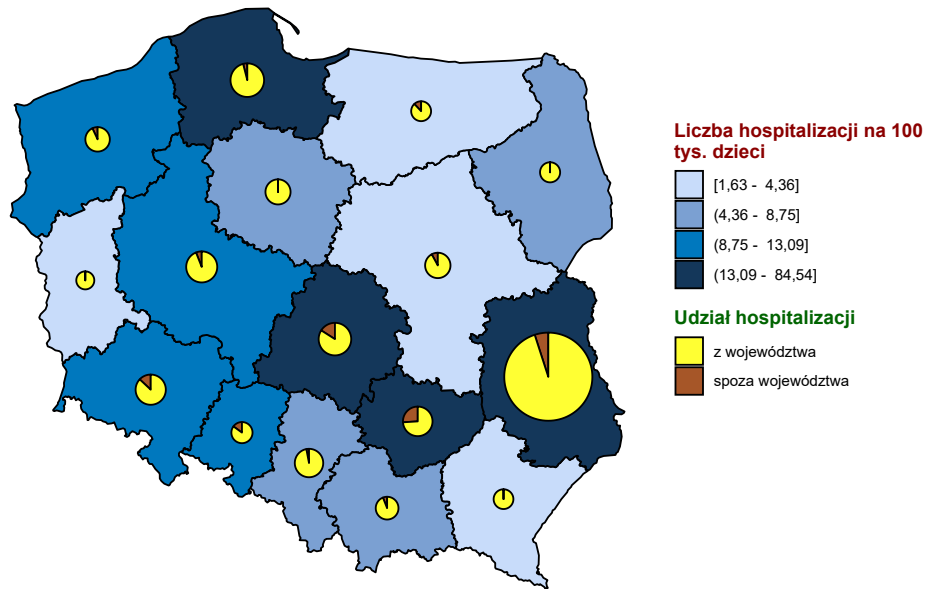 Liczba hospitalizacji na 100
tys. dzieci
[1,63 - 4,36]
(4,36 - 8,75]
(8,75 - 13,09]
(13,09 - 84,54]
Udział hospitalizacji
z województwa
spoza województwa